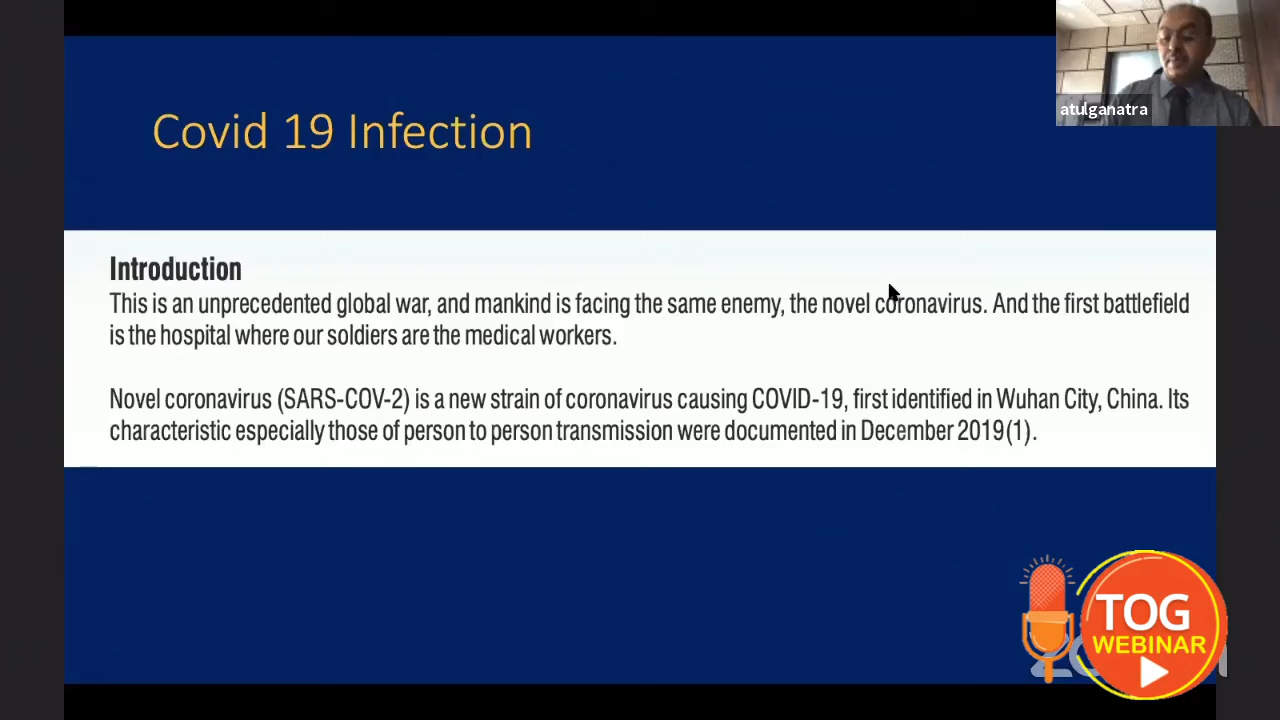 atulganatra
Covid 19 Infection
Introduction
This is an unprecedented global war, and mankind is facing the same enemy, the novel coronavirus. And the first battlefield
is the hospital where our soldiers are the medical workers.
Novel coronavirus (SARS-COV-2) is a new strain of coronavirus causing COVID-19, first identified in Wuhan City, China. Its
characteristic especially those of person to person transmission were documented in December 2019(1).
TOG
WEBINAR